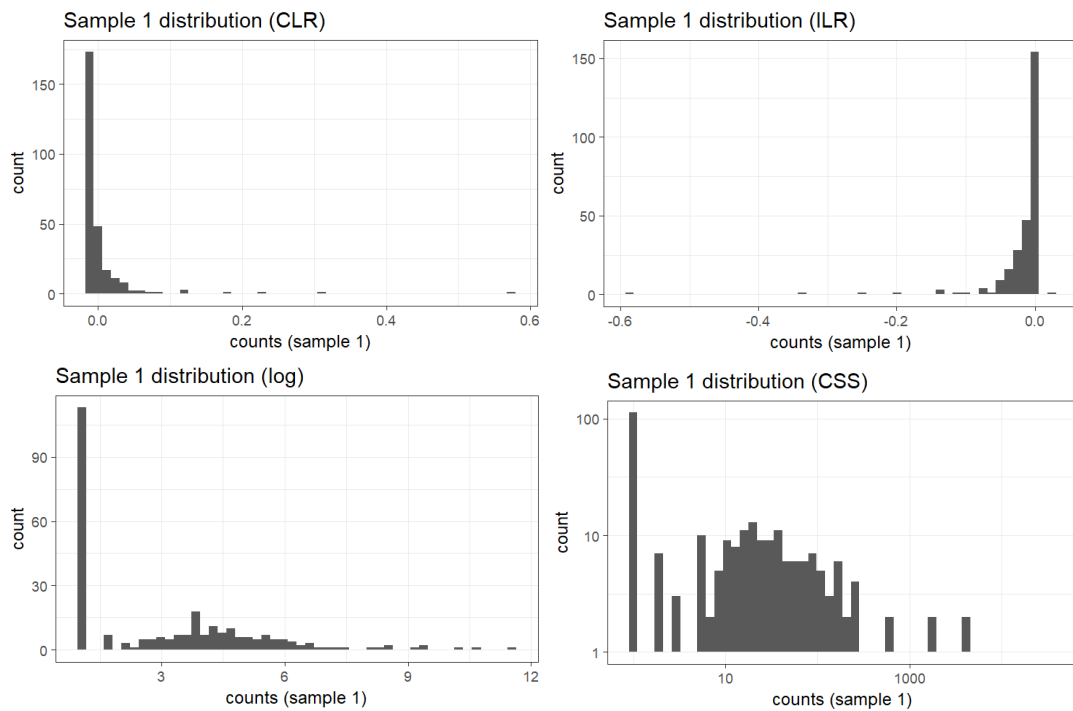 Sample 1 distribution (CLR)
150
100
50
0
count
0.0 0.2 0.4 0.6
counts (sample 1)
Sample 1 distribution (ILR)
150
100
50
0
count
-0.6 -0.4 -0.2 0.0
counts (sample 1)
Sample 1 distribution (log)
90
60
30
0
count
3 6 9 12
counts (sample 1)
Sample 1 distribution (CSS)
100
10
1
count
10 1000
counts (sample 1)